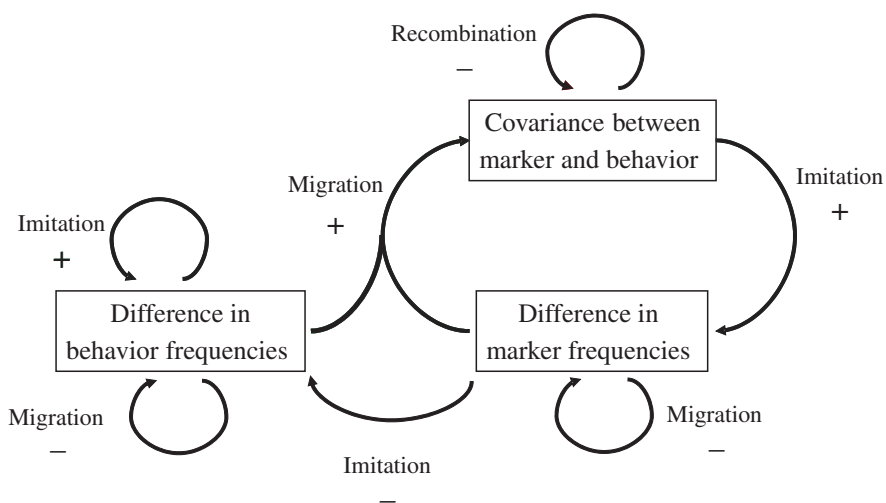 Recombination
−
Covariance between
marker and behavior
Migration
+
Imitation
+
Imitation
+
Difference in
behavior frequencies
Difference in
marker frequencies
Migration
−
Migration
−
Imitation
−